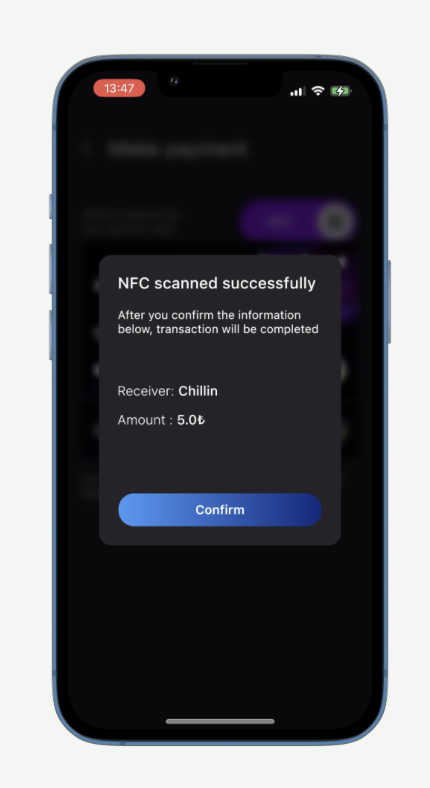 13:47
Make payment
NFC scanned successfully
After you confirm the information
below, transaction will be completed
Receiver: Chillin
Amount : 5.0₺
Confirm